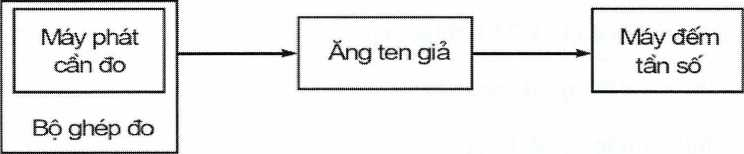 Máy phát
cần đo
Bộ ghép đo
Ăng ten giả
Máy đếm
tần số